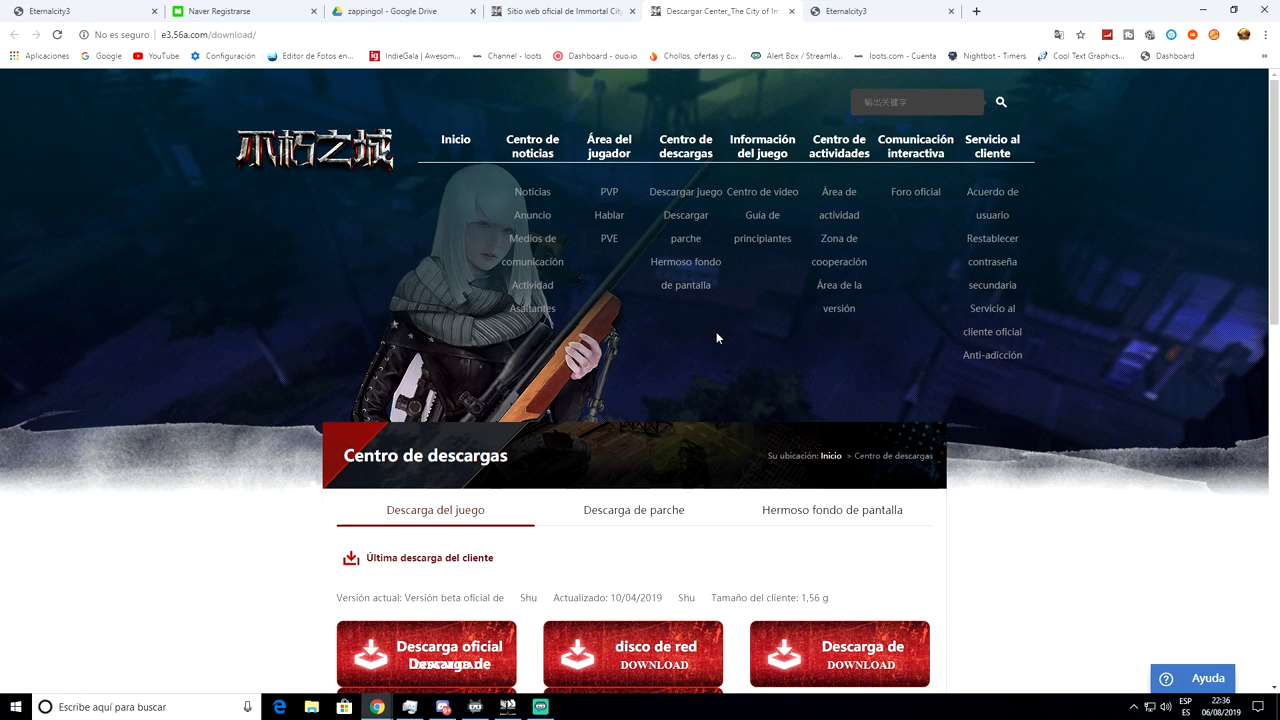 Eternalcity3
Naver Registrarse
zappingol - Google Drive
Sitio web oficial de Immortal City
Descargar Center_The City of Im
Eternalcity3
No es seguro | e3.56a.com/download/
Aplicaciones
Google
YouTube
Configuración
Editor de Fotos en...
IndieGala | Awesom...
Channel - loots
Dashboard - ouo.io
Chollos, ofertas y c...
Alert Box / Streamla...
loots.com - Cuenta
Nightbot - Timers
Cool Text Graphics...
Dashboard
»
输出关键字
不朽之城
Inicio
Centro de
noticias
Área del
jugador
Centro de
descargas
Información
del juego
Centro de
actividades
Comunicación
interactiva
Servicio al
cliente
Noticias
Anuncio
Medios de
comunicación
Actividad
Asaltantes
PVP
Hablar
PVE
Descargar juego
Descargar
parche
Hermoso fondo
de pantalla
Centro de video
Guía de
principiantes
Área de
actividad
Zona de
cooperación
Área de la
versión
Foro oficial
Acuerdo de
usuario
Restablecer
contraseña
secundaria
Servicio al
cliente oficial
Anti-adicción
Centro de descargas
Su ubicación: Inicio > Centro de descargas
Descarga del juego
Descarga de parche
Hermoso fondo de pantalla
Última descarga del cliente
Versión actual: Versión beta oficial de Shu Actualizado: 10/04/2019 Shu Tamaño del cliente: 1,56 g
Descarga oficial
Descarga de
disco de red
DOWNLOAD
Descarga de
DOWNLOAD
Ayuda
Escribe aquí para buscar
ESP
ES
22:36
06/08/2019